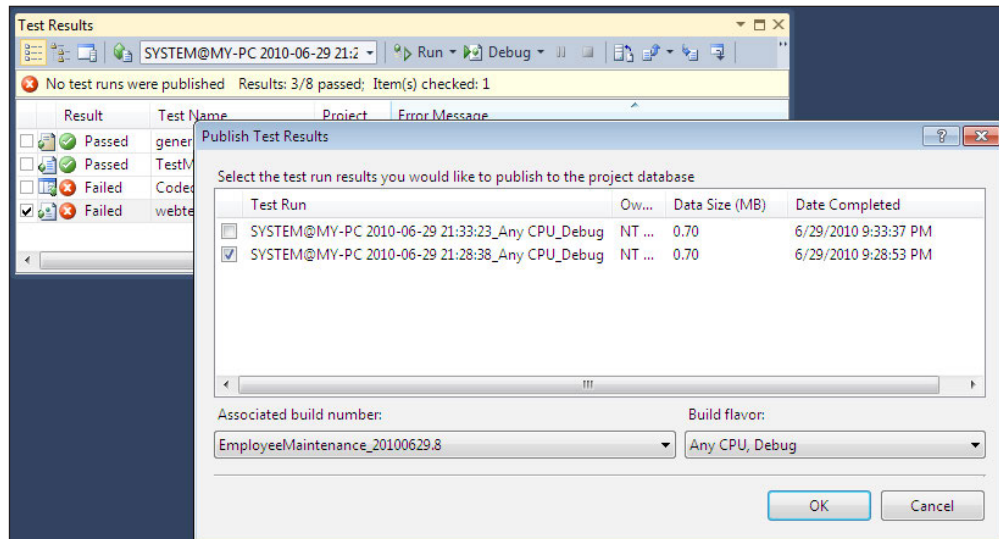 Test Results
SYSTEM@MY-PC 2010-06-29 21:2 Run Debug
No test runs were published Results: 3/8 passed; Item(s) checked: 1
Result Test Name Project Error Message
Passed gener
Passed TestM
Failed Coded
Failed webte
Publish Test Results
Select the test run results you would like to publish to the project database
Test Run Ow... Data Size (MB) Date Completed
SYSTEM@MY-PC 2010-06-29 21:33:23_Any CPU_Debug NT ... 0.70 6/29/2010 9:33:37 PM
SYSTEM@MY-PC 2010-06-29 21:28:38_Any CPU_Debug NT ... 0.70 6/29/2010 9:28:53 PM
Associated build number: Build flavor:
EmployeeMaintenance_20100629.8 Any CPU, Debug
OK Cancel